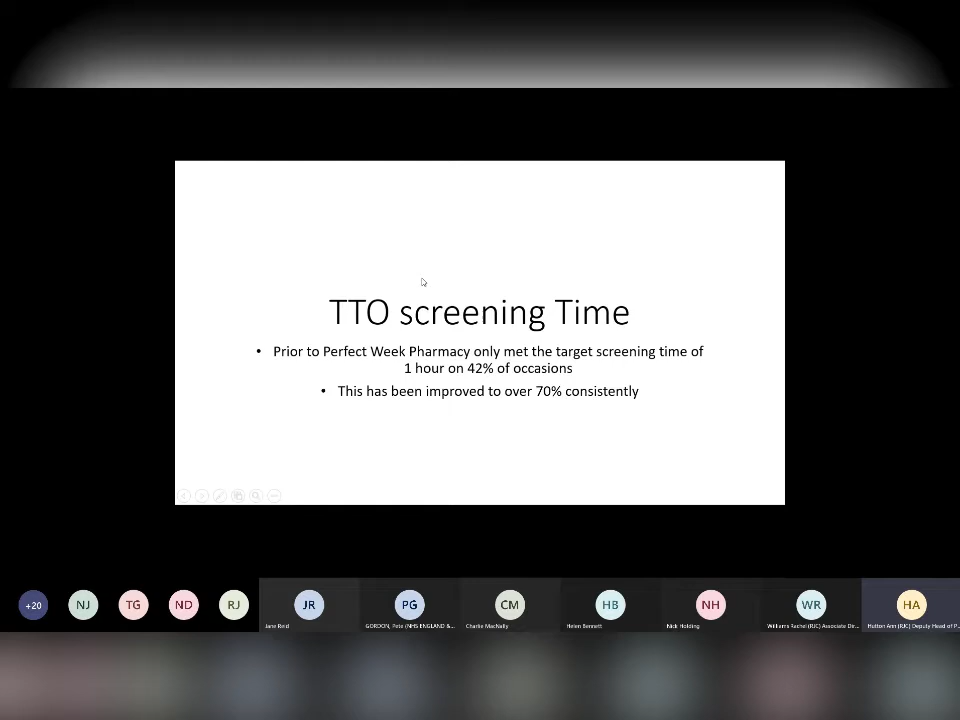 TTO screening Time
• Prior to Perfect Week Pharmacy only met the target screening time of
1 hour on 42% of occasions
• This has been improved to over 70% consistently
+20
NJ
TG
ND
RJ
JR
PG
CM
HB
NH
WR
HA
Jane Reid
GORDON, Pete (NHS ENGLAND &...
Charlie MacNally
Helen Bennett
Nick Holding
Williams Rachel (RJC) Associate Dir...
Hutton Ann (RJC) Deputy Head of P...